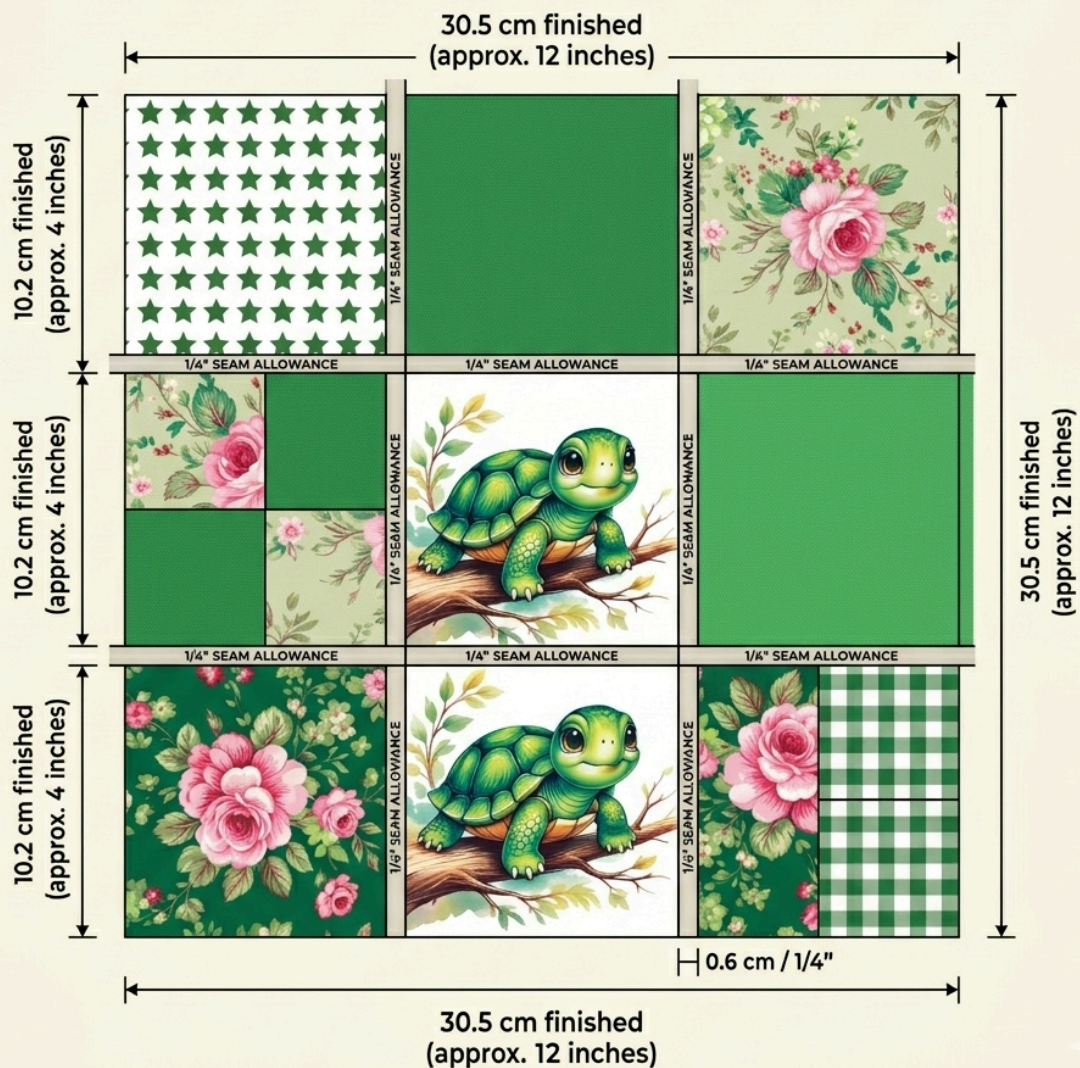 30.5 cm finished
(approx. 12 inches)
10.2 cm finished
(approx. 4 inches)
1/4" SEAM ALLOWANCE
1/4" SEAM ALLOWANCE
1/4" SEAM ALLOWANCE
1/4" SEAM ALLOWANCE
1/4" SEAM ALLOWANCE
10.2 cm finished
(approx. 4 inches)
1/4" SEAM ALLOWANCE
1/4" SEAM ALLOWANCE
30.5 cm finished
(approx. 12 inches)
1/4" SEAM ALLOWANCE
1/4" SEAM ALLOWANCE
1/4" SEAM ALLOWANCE
10.2 cm finished
(approx. 4 inches)
SEAM ALLOWANCE
SEAM ALLOWANCE
0.6 cm / 1/4"
30.5 cm finished
(approx. 12 inches)